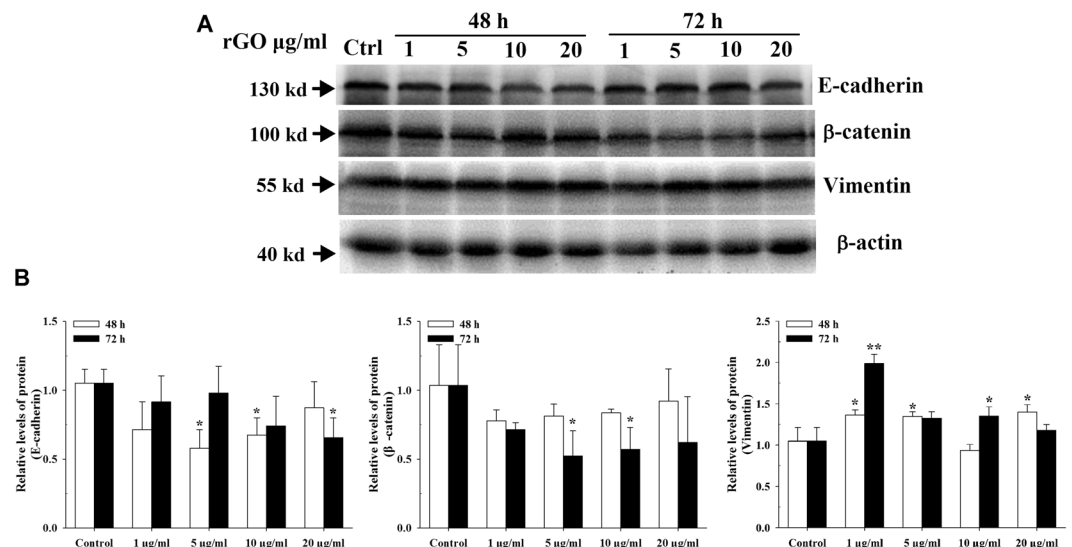 A
48 h
72 h
rGO μg/ml
Ctrl
1
5
10
20
1
5
10
20
130 kd
E-cadherin
100 kd
β-catenin
55 kd
Vimentin
40 kd
β-actin
B
Relative levels of protein
(E-cadherin)
1.5
1.0
0.5
0.0
48 h
72 h
*
*
*
Control
1 μg/ml
5 μg/ml
10 μg/ml
20 μg/ml
Relative levels of protein
(β -catenin)
1.5
1.0
0.5
0.0
48 h
72 h
*
*
Control
1 μg/ml
5 μg/ml
10 μg/ml
20 μg/ml
Relative levels of protein
(Vimentin)
2.5
2.0
1.5
1.0
0.5
0.0
48 h
72 h
*
**
*
*
*
Control
1 μg/ml
5 μg/ml
10 μg/ml
20 μg/ml